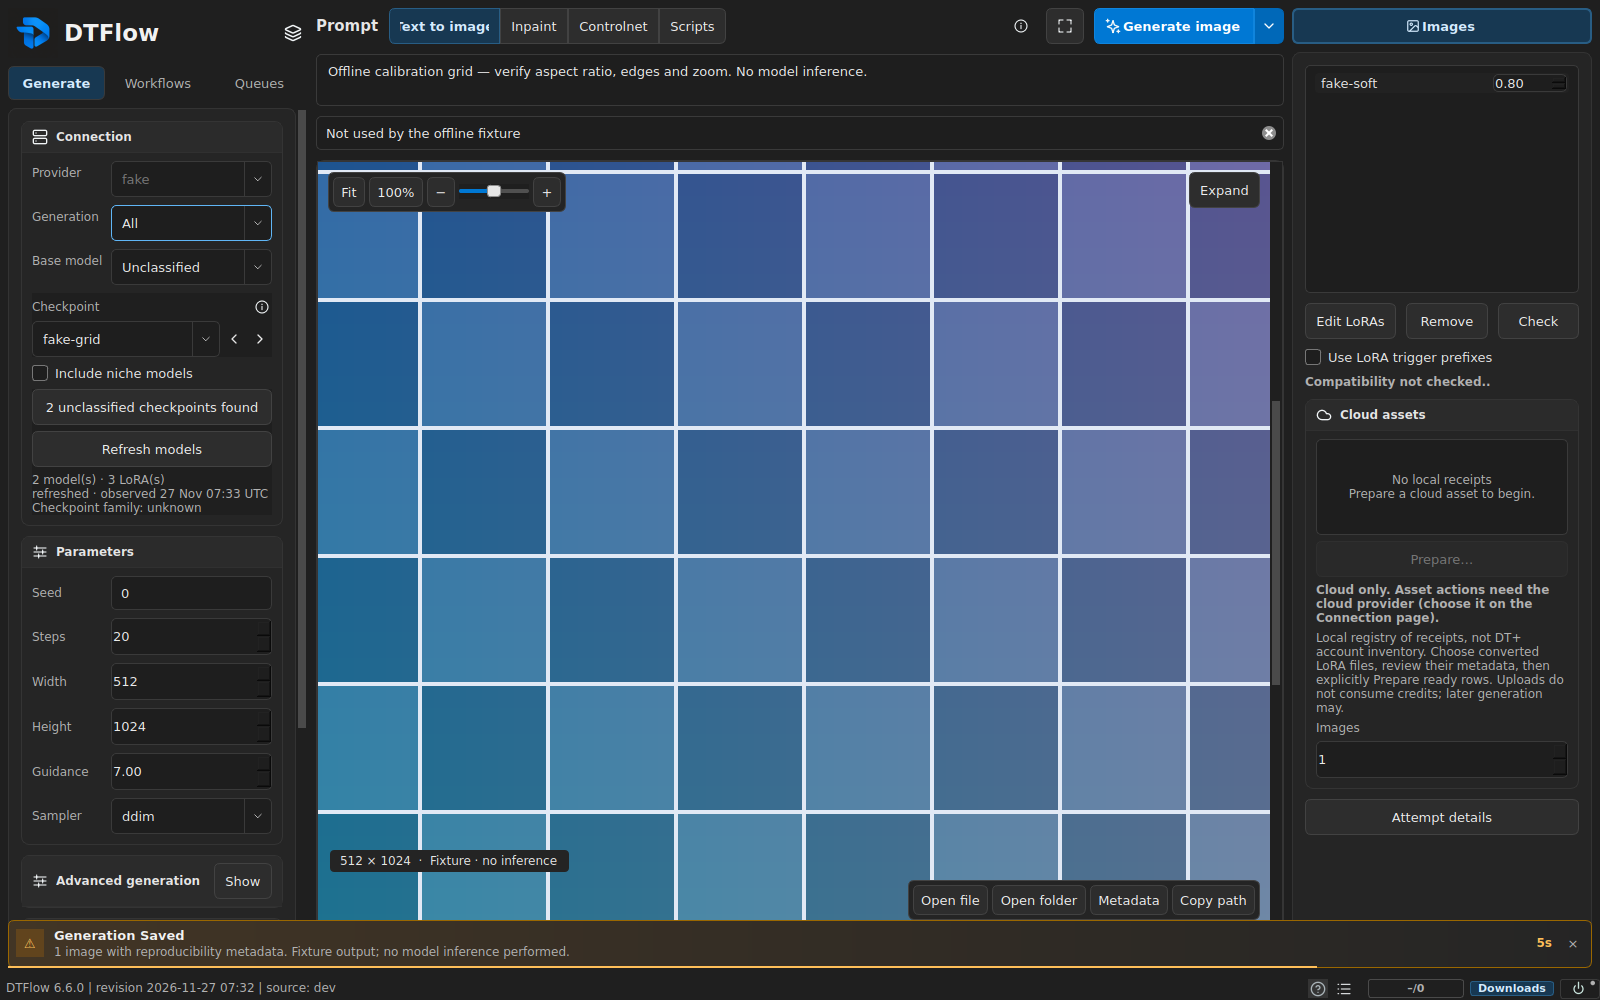 DTFlow
Generate
Workflows
Queues
Connection
Provider
fake
Generation
All
Base model
Unclassified
Checkpoint
fake-grid
Include niche models
2 unclassified checkpoints found
Refresh models
2 model(s) · 3 LoRA(s)
refreshed · observed 27 Nov 07:33 UTC
Checkpoint family: unknown
Parameters
Seed
0
Steps
20
Width
512
Height
1024
Guidance
7.00
Sampler
ddim
Advanced generation
Show
Prompt
Text to image
Inpaint
Controlnet
Scripts
Generate image
Offline calibration grid — verify aspect ratio, edges and zoom. No model inference.
Not used by the offline fixture
Fit
100%
−
+
Expand
512 × 1024 · Fixture · no inference
Open file
Open folder
Metadata
Copy path
Images
fake-soft
0.80
Edit LoRAs
Remove
Check
Use LoRA trigger prefixes
Compatibility not checked..
Cloud assets
No local receipts
Prepare a cloud asset to begin.
Prepare...
Cloud only. Asset actions need the
cloud provider (choose it on the
Connection page).
Local registry of receipts, not DT+
account inventory. Choose converted
LoRA files, review their metadata, then
explicitly Prepare ready rows. Uploads do
not consume credits; later generation
may.
Images
1
Attempt details
Generation Saved
1 image with reproducibility metadata. Fixture output; no model inference performed.
5s
×
DTFlow 6.6.0 | revision 2026-11-27 07:32 | source: dev
-/0
Downloads